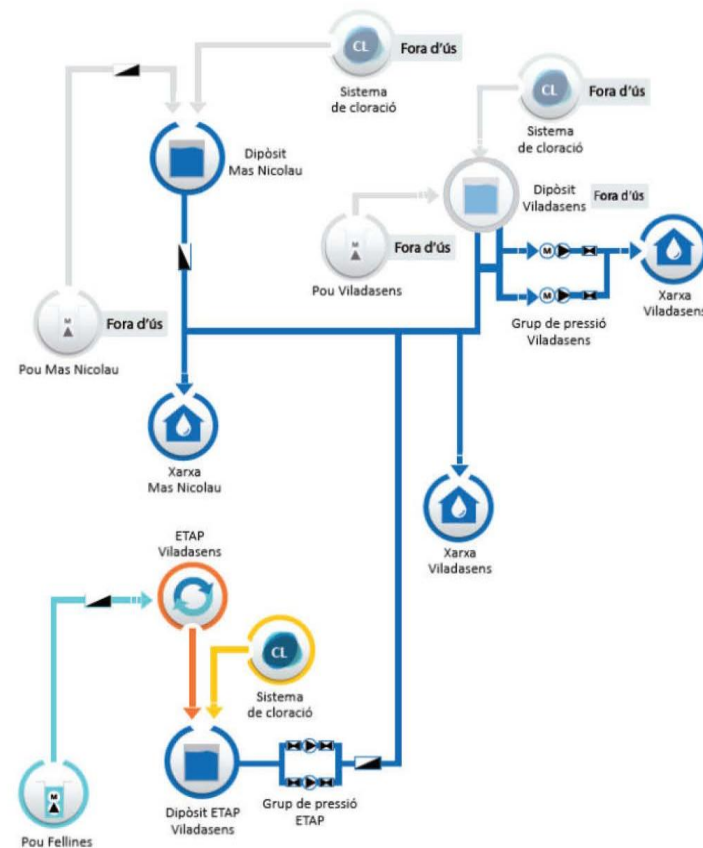 CL
Fora d'ús
Sistema
de cloració
CL
Fora d'ús
Sistema
de cloració
Dipòsit
Mas Nicolau
Dipòsit
Viladasens
Fora d'ús
M
Fora d'ús
Pou Viladasens
M
M
Xarxa
Viladasens
Grup de pressió
Viladasens
M
Fora d'ús
Pou Mas Nicolau
Xarxa
Mas Nicolau
Xarxa
Viladasens
ETAP
Viladasens
CL
Sistema
de cloració
M
Pou Fellines
Dipòsit ETAP
Viladasens
Grup de pressió
ETAP